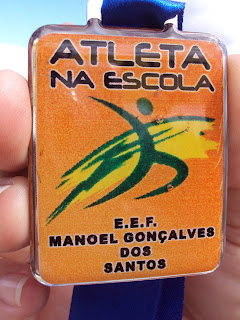 ATLETA
NA ESCOLA
E.E.F.
MANOEL GONÇALVES
DOS
SANTOS